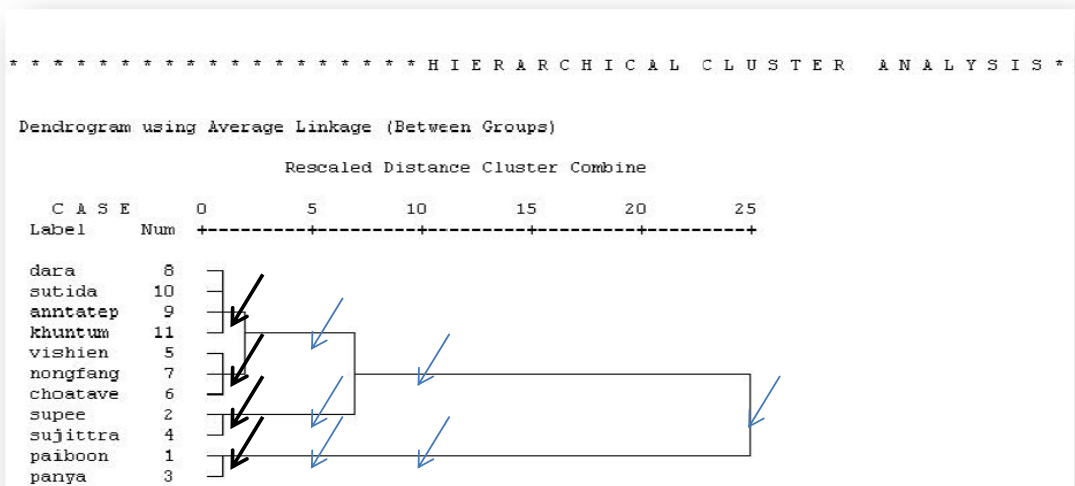 * * * * * * * * * * * * * * * * * * * H I E R A R C H I C A L  C L U S T E R   A N A L Y S I S *
Dendrogram using Average Linkage (Between Groups)
Rescaled Distance Cluster Combine
C A S E 0 5 10 15 20 25
Label Num +---------+---------+---------+---------+---------+
dara 8
sutida 10
anntatep 9
khuntum 11
vishien 5
nongfang 7
choatave 6
supee 2
sujittra 4
paiboon 1
panya 3